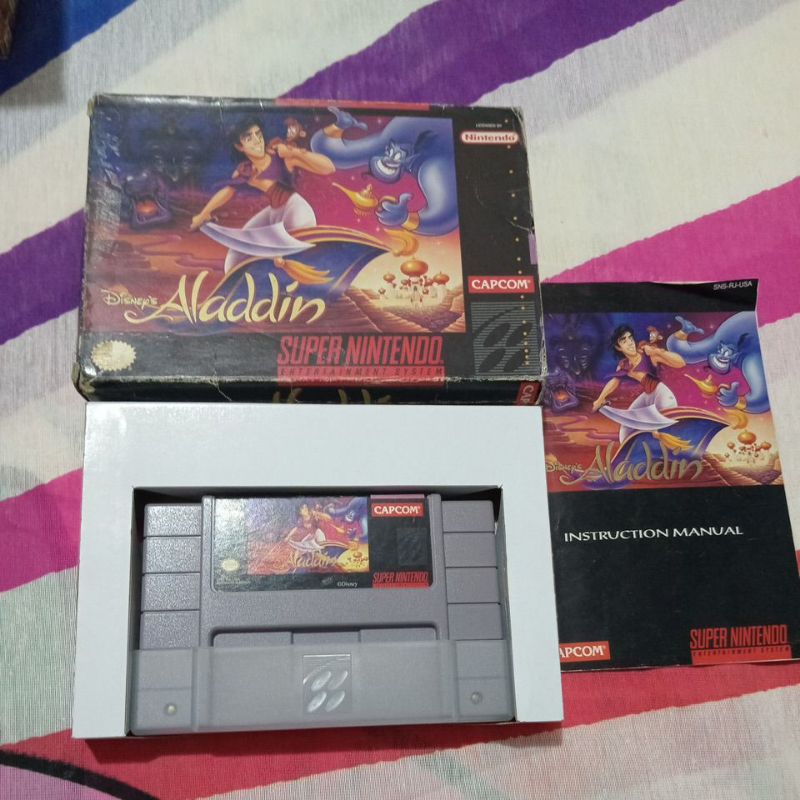 LICENSED BY
Nintendo
DISNEY'S
Aladdin
CAPCOM
SUPER NINTENDO
ENTERTAINMENT SYSTEM
SNS-RJ-USA
DISNEY'S
Aladdin
INSTRUCTION MANUAL
CAPCOM
SUPER NINTENDO
ENTERTAINMENT SYSTEM
CAPCOM
Aladdin
©Disney
SUPER NINTENDO